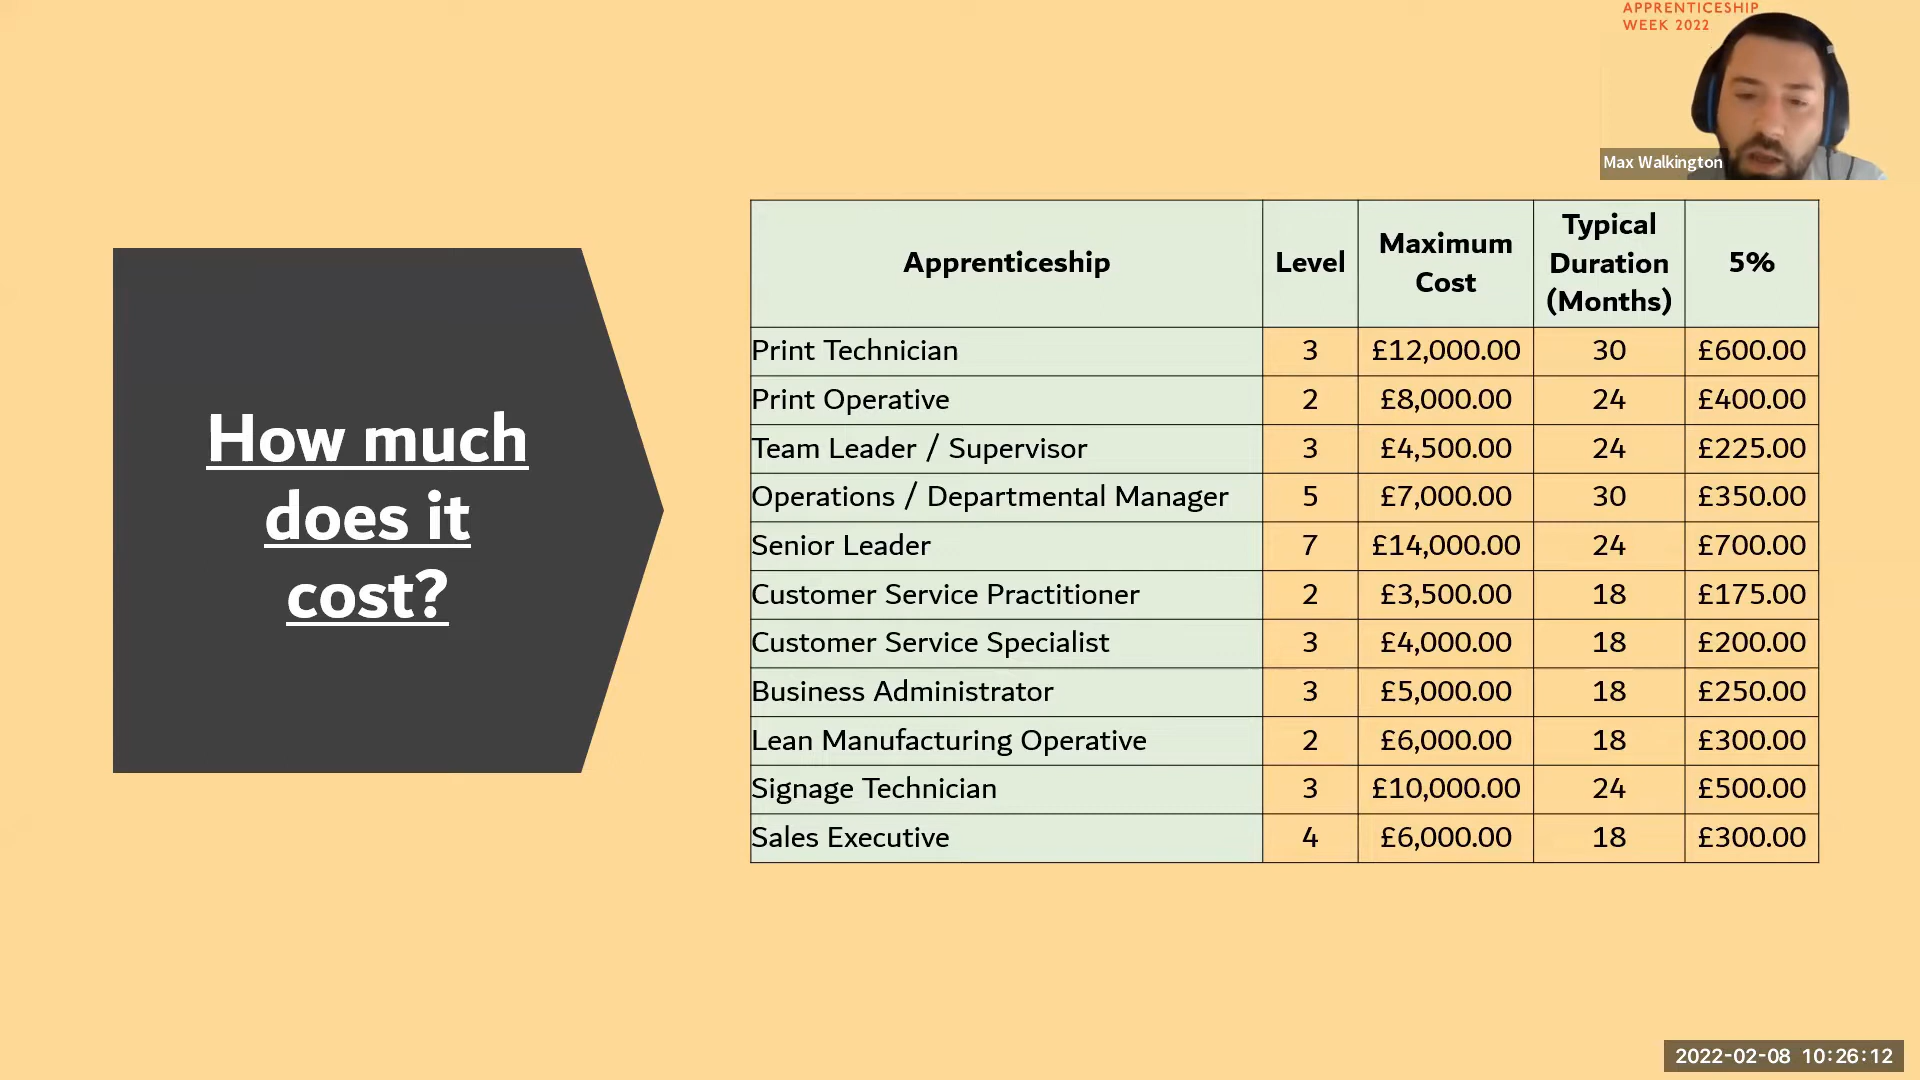 APPRENTICESHIP
WEEK 2022
Max Walkington
How much
does it
cost?
Apprenticeship Level Maximum Cost Typical Duration (Months) 5%
Print Technician 3 £12,000.00 30 £600.00
Print Operative 2 £8,000.00 24 £400.00
Team Leader / Supervisor 3 £4,500.00 24 £225.00
Operations / Departmental Manager 5 £7,000.00 30 £350.00
Senior Leader 7 £14,000.00 24 £700.00
Customer Service Practitioner 2 £3,500.00 18 £175.00
Customer Service Specialist 3 £4,000.00 18 £200.00
Business Administrator 3 £5,000.00 18 £250.00
Lean Manufacturing Operative 2 £6,000.00 18 £300.00
Signage Technician 3 £10,000.00 24 £500.00
Sales Executive 4 £6,000.00 18 £300.00
2022-02-08 10:26:12